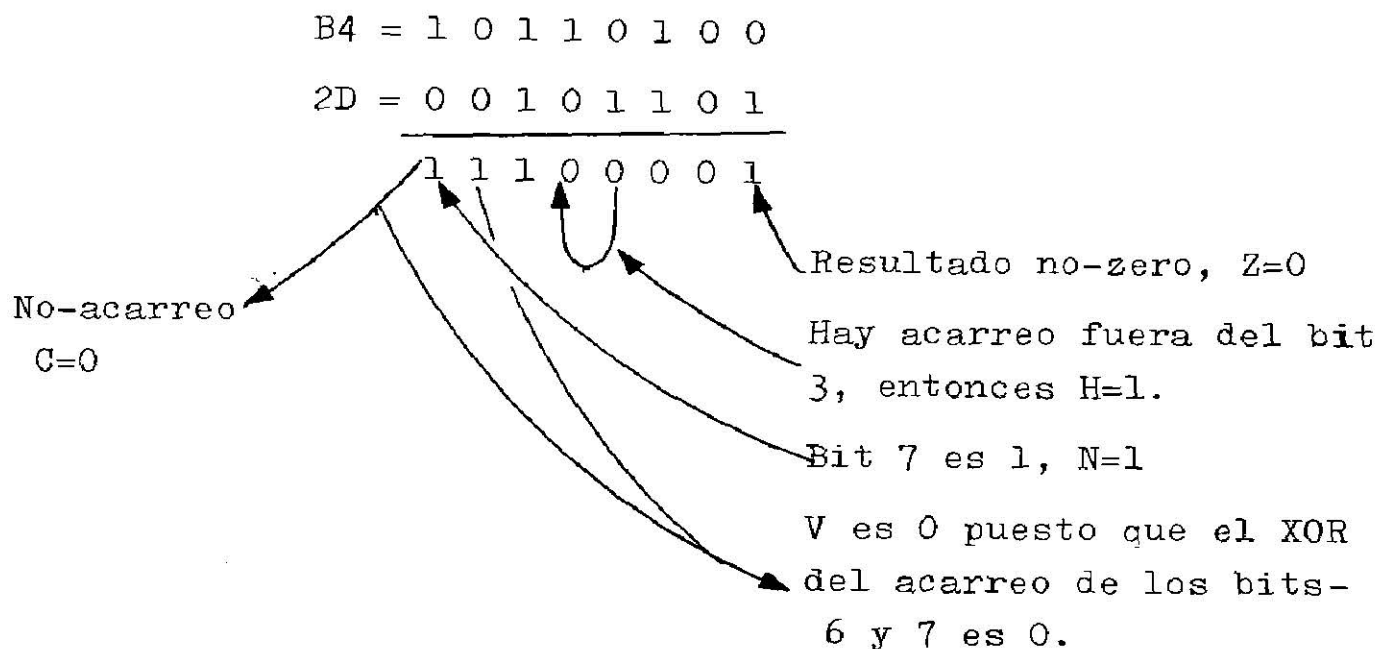 B4 = 1 0 1 1 0 1 0 0
2D = 0 0 1 0 1 1 0 1
1 1 1 0 0 0 0 1
Resultado no-zero, Z=0
No-acarreo
C=0
Hay acarreo fuera del bit
3, entonces H=1.
Bit 7 es 1, N=1
V es 0 puesto que el XOR
del acarreo de los bits-
6 y 7 es 0.